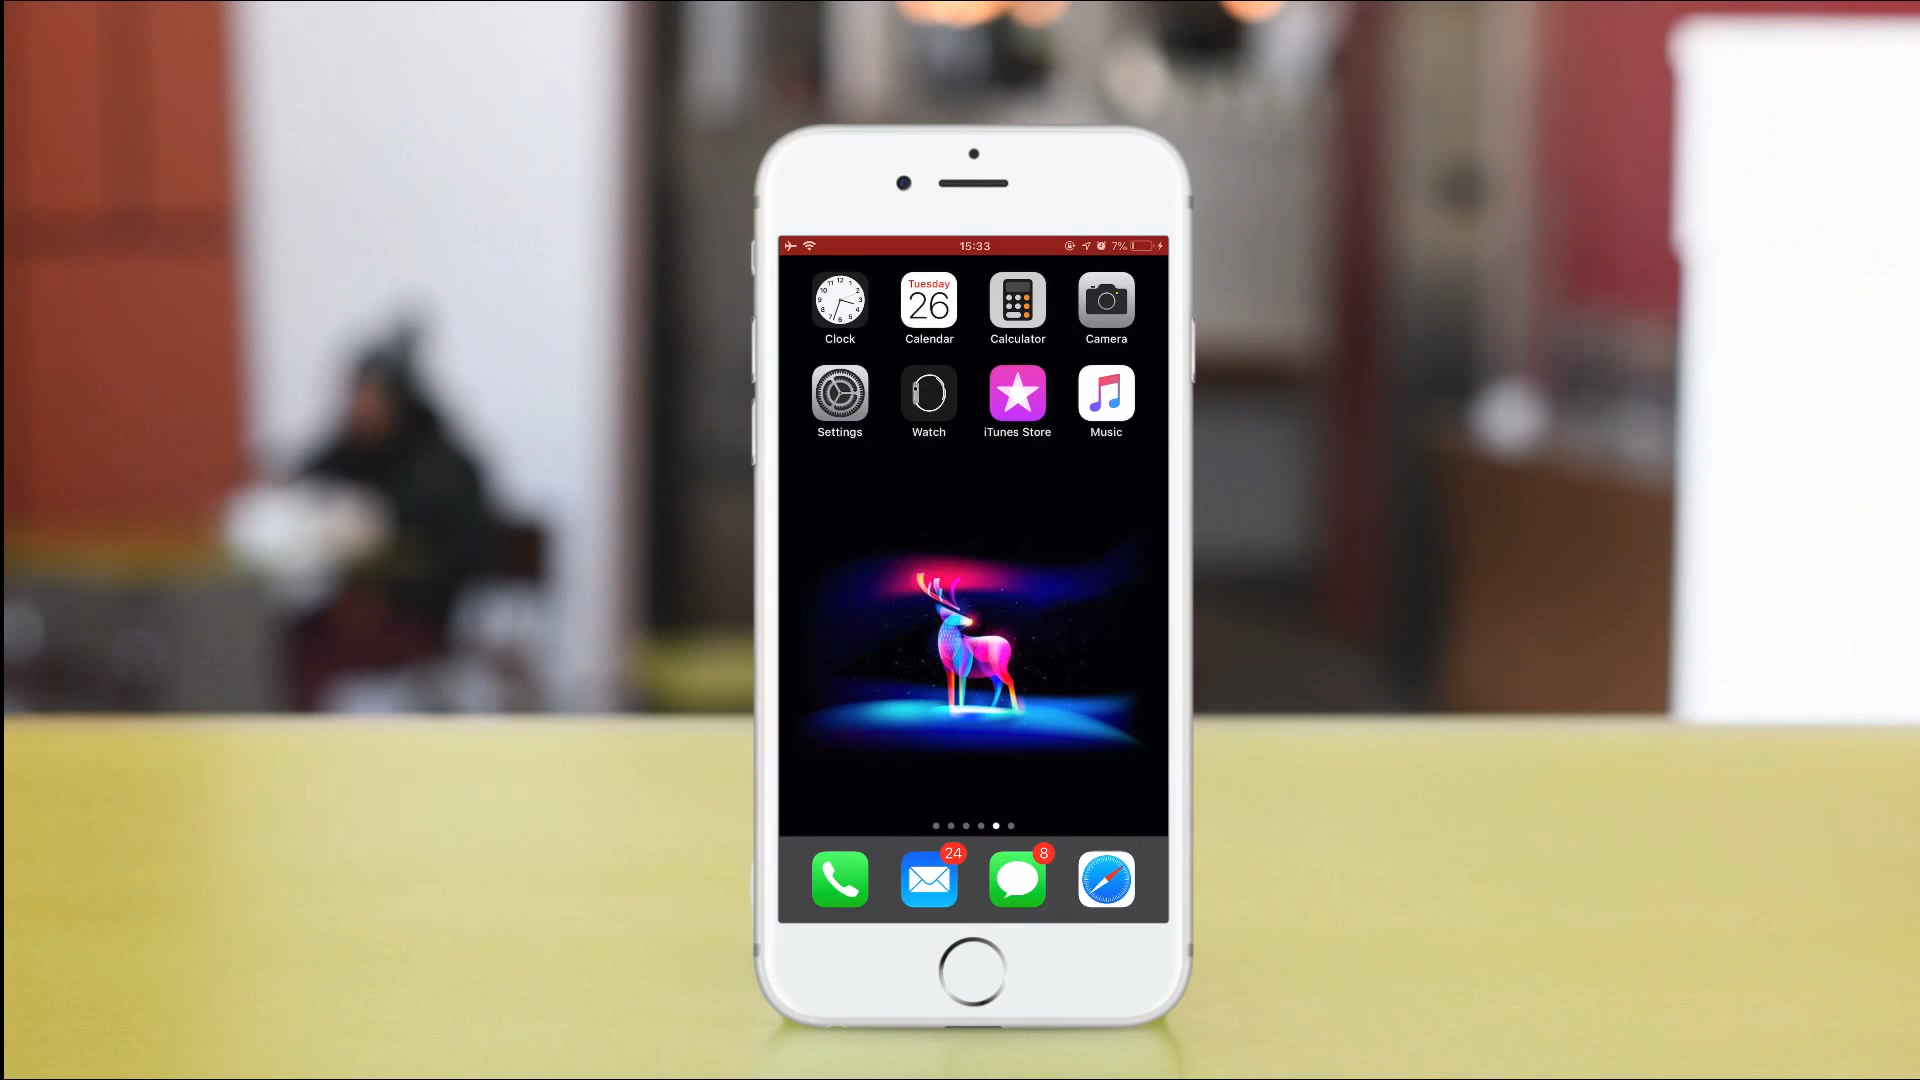 15:33 7%
Tuesday
26
Clock Calendar Calculator Camera
Settings Watch iTunes Store Music
24 8